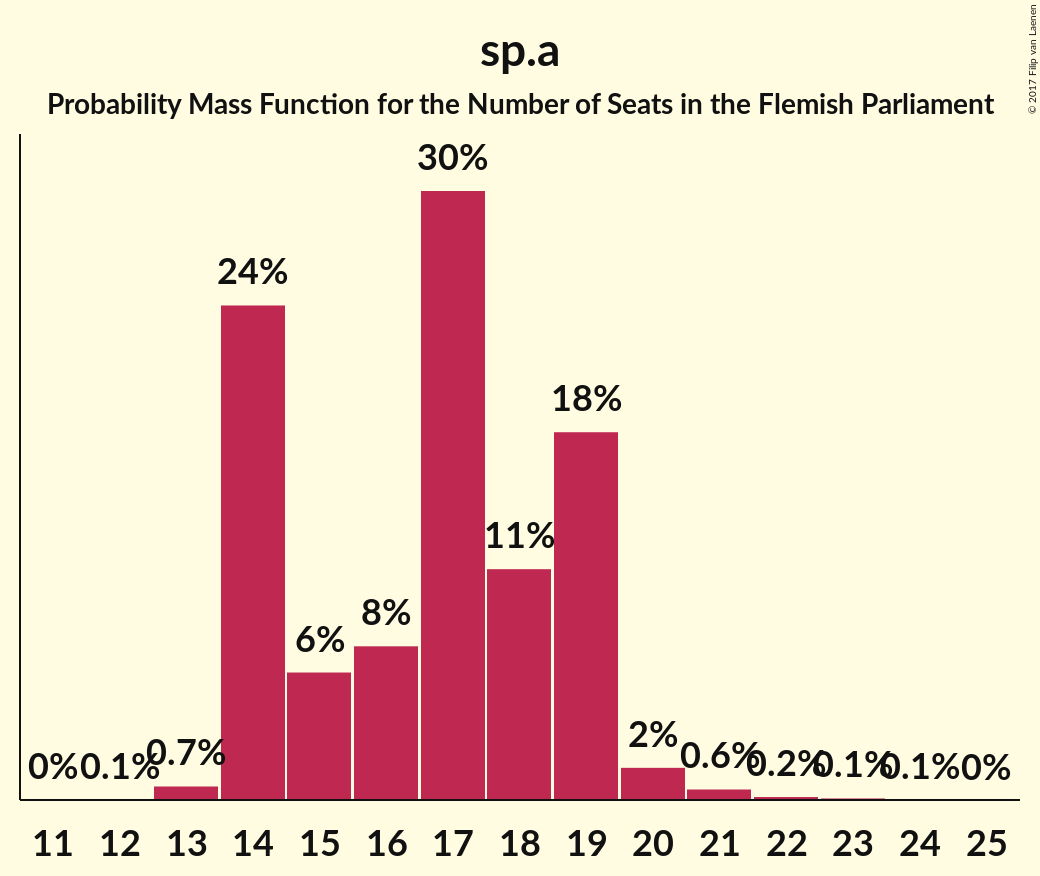 sp.a
Probability Mass Function for the Number of Seats in the Flemish Parliament
© 2017 Filip van Laenen
30%
24%
18%
11%
8%
6%
2%
0% 0.1% 0.7% 0.6% 0.2% 0.1% 0.1% 0%
11 12 13 14 15 16 17 18 19 20 21 22 23 24 25